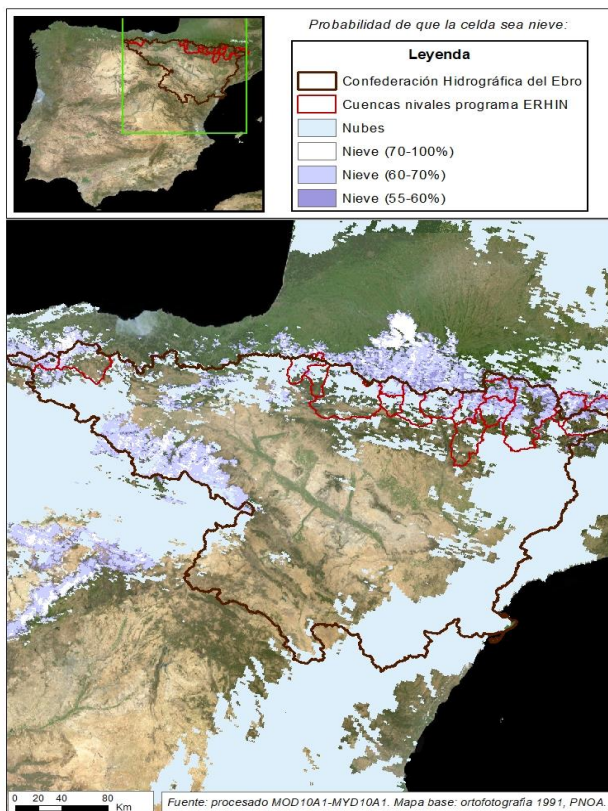 Probabilidad de que la celda sea nieve:
Leyenda
Confederación Hidrográfica del Ebro
Cuencas nivales programa ERHIN
Nubes
Nieve (70-100%)
Nieve (60-70%)
Nieve (55-60%)
0 20 40 80
Km
Fuente: procesado MOD10A1-MYD10A1. Mapa base: ortofotografía 1991, PNOA.